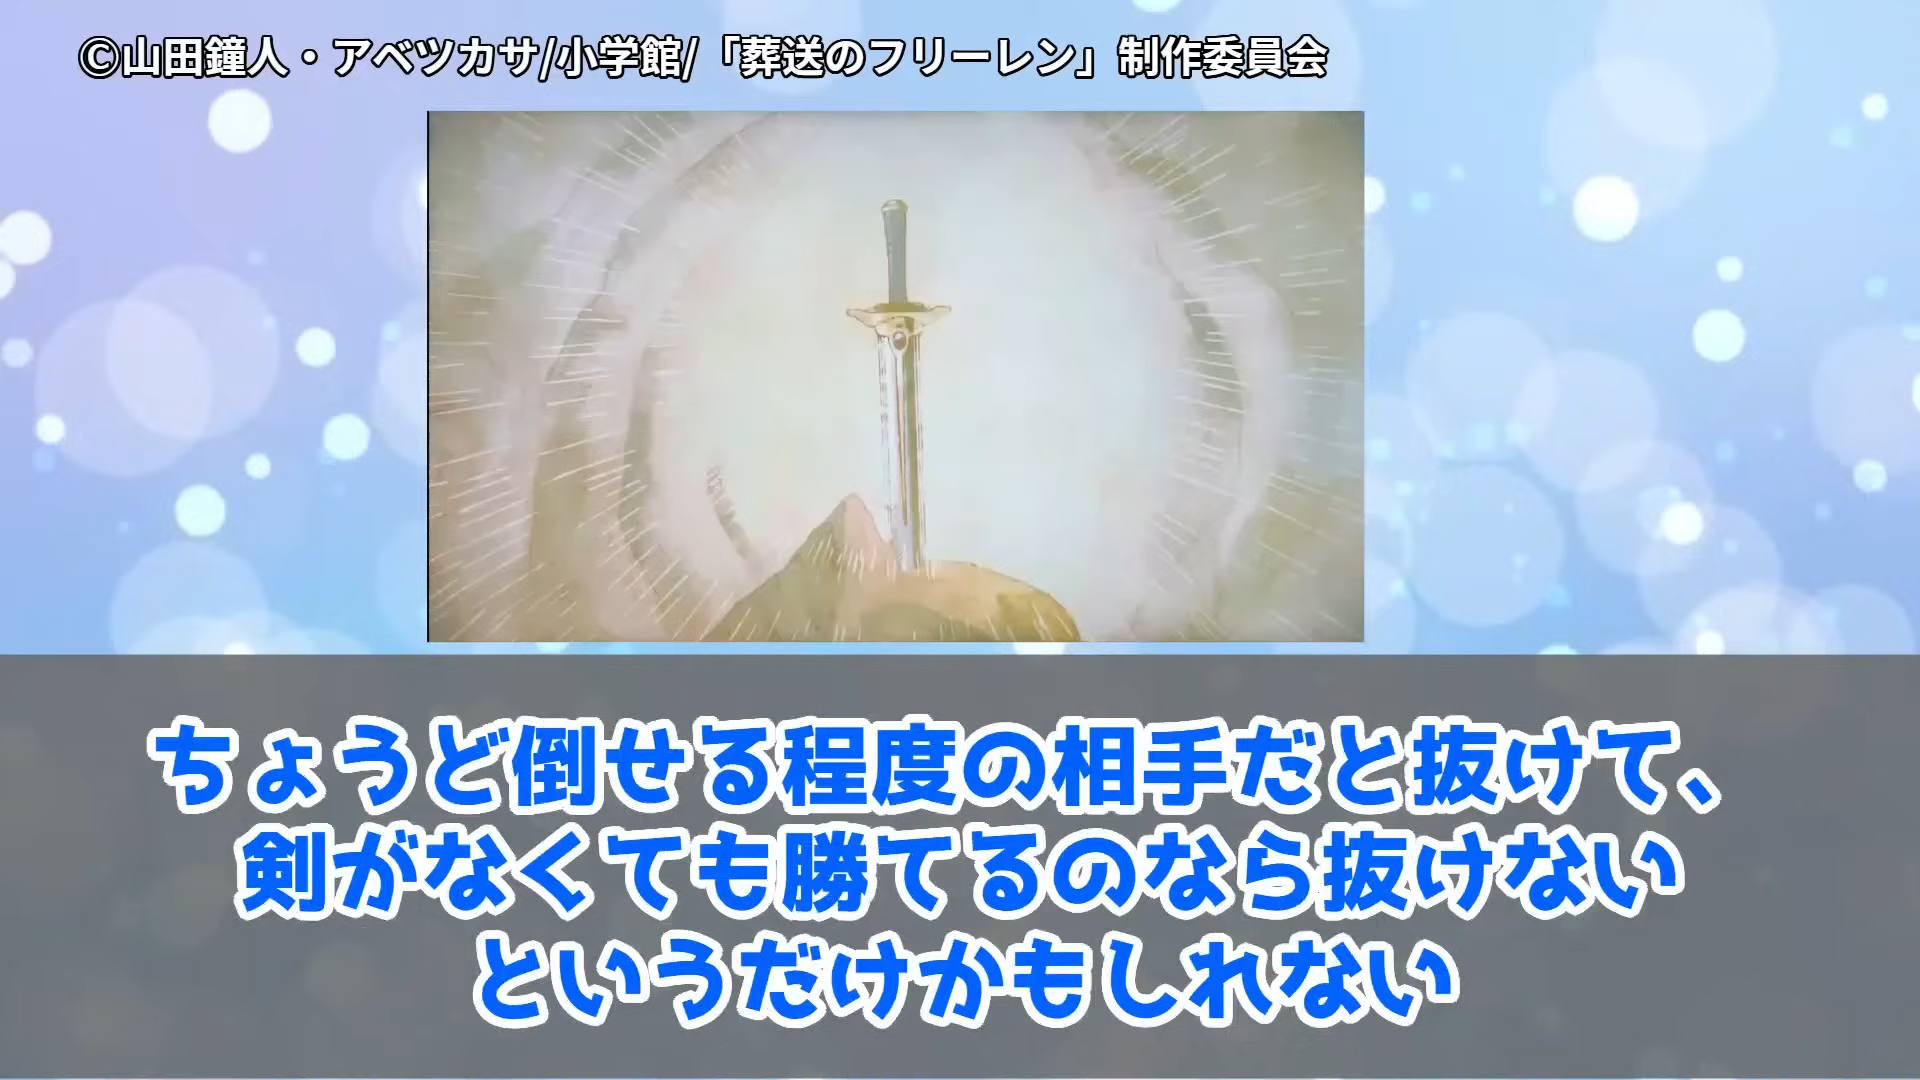 ©山田鐘人・アベツカサ/小学館/「葬送のフリーレン」制作委員会
ちょうど倒せる程度の相手だと抜けて、
剣がなくても勝てるのなら抜けない
というだけかもしれない